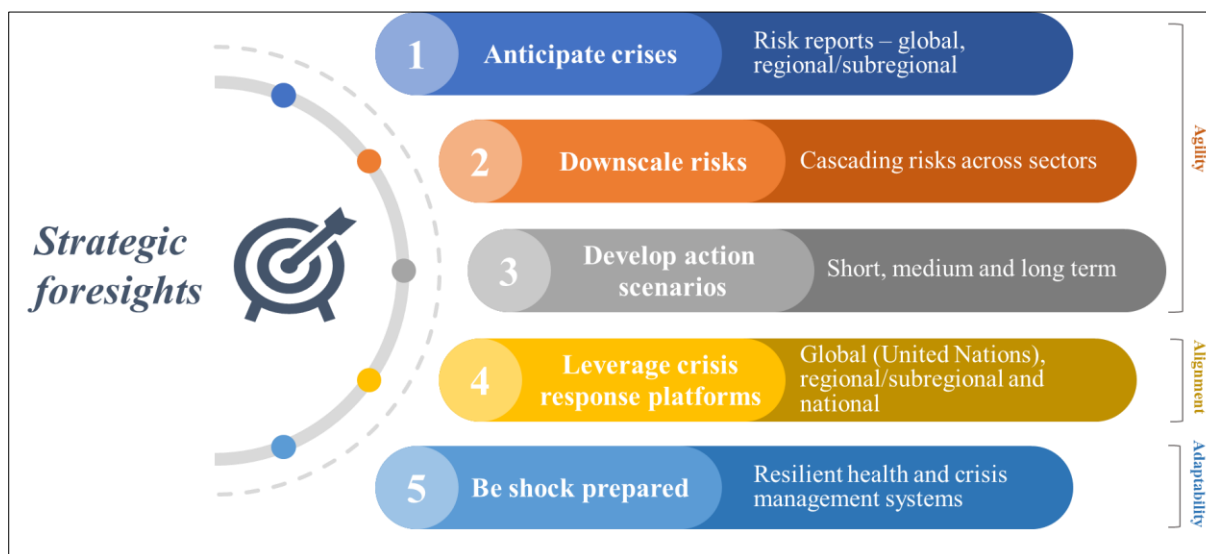 Strategic
foresights
1
Anticipate crises
Risk reports – global,
regional/subregional
2
Downscale risks
Cascading risks across sectors
3
Develop action
scenarios
Short, medium and long term
4
Leverage crisis
response platforms
Global (United Nations),
regional/subregional and
national
5
Be shock prepared
Resilient health and crisis
management systems
Agility
Alignment
Adaptability